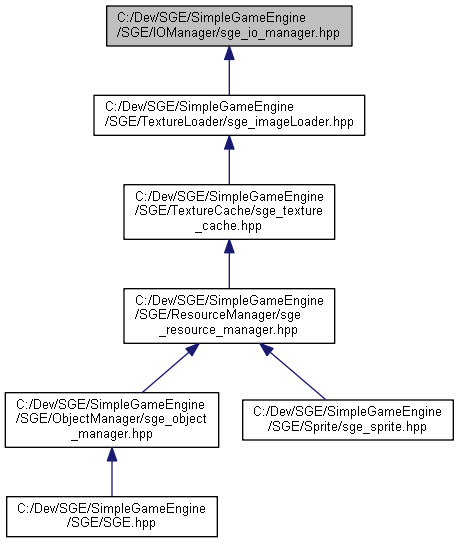 C:/Dev/SGE/SimpleGameEngine
/SGE/IOManager/sge_io_manager.hpp
C:/Dev/SGE/SimpleGameEngine
/SGE/TextureLoader/sge_imageLoader.hpp
C:/Dev/SGE/SimpleGameEngine
/SGE/TextureCache/sge_texture
_cache.hpp
C:/Dev/SGE/SimpleGameEngine
/SGE/ResourceManager/sge
_resource_manager.hpp
C:/Dev/SGE/SimpleGameEngine
/SGE/ObjectManager/sge_object
_manager.hpp
C:/Dev/SGE/SimpleGameEngine
/SGE/Sprite/sge_sprite.hpp
C:/Dev/SGE/SimpleGameEngine
/SGE/SGE.hpp